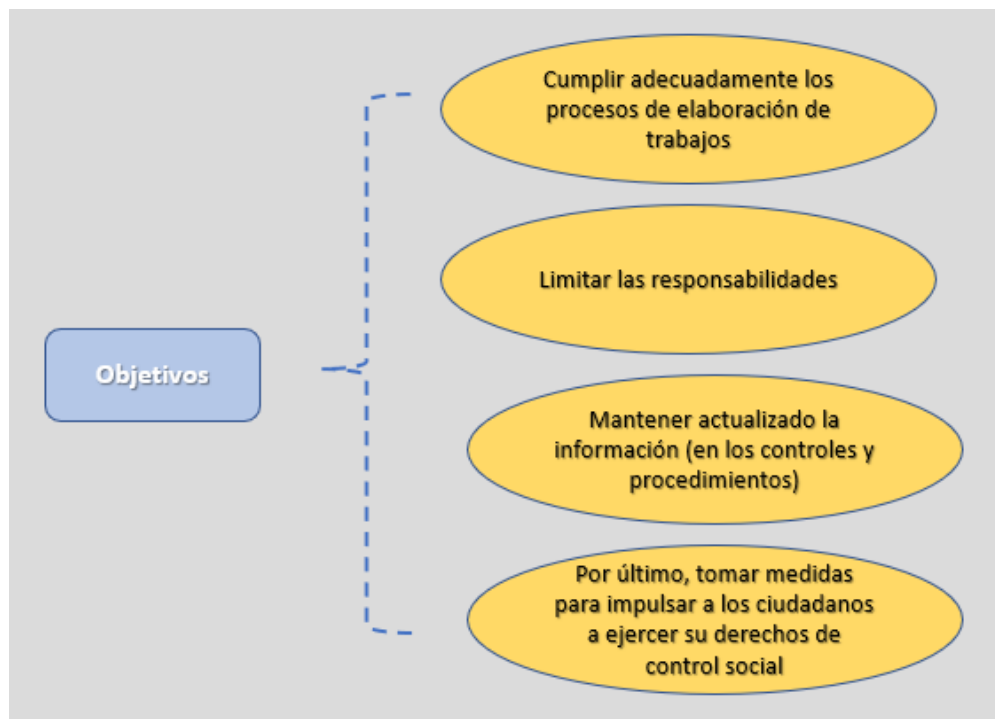 Cumplir adecuadamente los
procesos de elaboración de
trabajos
Limitar las responsabilidades
Objetivos
Mantener actualizado la
información (en los controles y
procedimientos)
Por último, tomar medidas
para impulsar a los ciudadanos
a ejercer su derechos de
control social